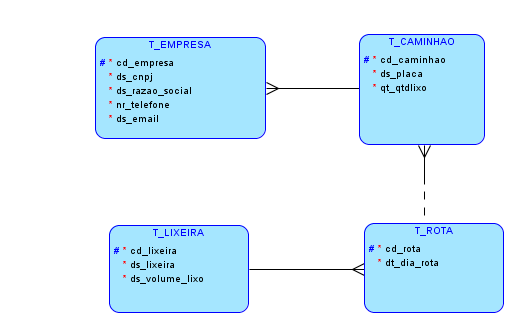 T_EMPRESA
# * cd_empresa
* ds_cnpj
* ds_razao_social
* nr_telefone
* ds_email
T_CAMINHAO
# * cd_caminhao
* ds_placa
* qt_qtdlixo
T_LIXEIRA
# * cd_lixeira
* ds_lixeira
* ds_volume_lixo
T_ROTA
# * cd_rota
* dt_dia_rota